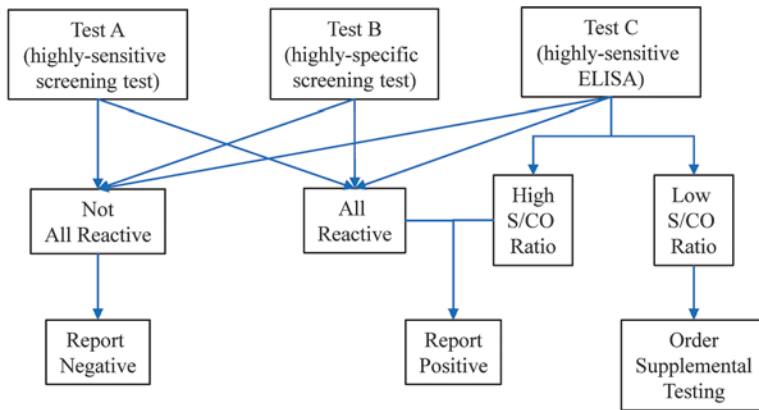 Test A
(highly-sensitive
screening test)
Test B
(highly-specific
screening test)
Test C
(highly-sensitive
ELISA)
Not
All Reactive
All
Reactive
High
S/CO
Ratio
Low
S/CO
Ratio
Report
Negative
Report
Positive
Order
Supplemental
Testing